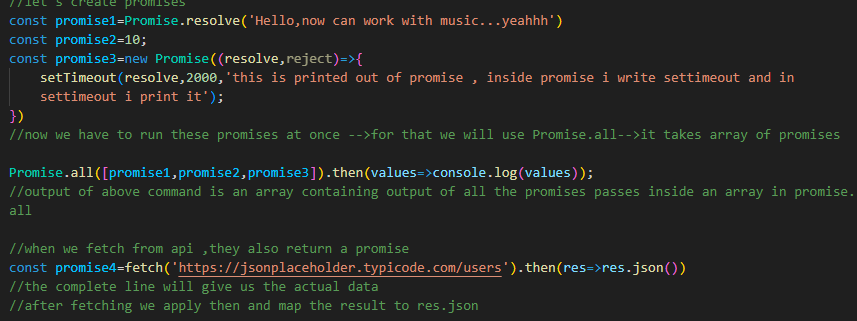 //let's create promises
const promise1=Promise.resolve('Hello,now can work with music...yeahhh')
const promise2=10;
const promise3=new Promise((resolve,reject)=>{
setTimeout(resolve,2000,'this is printed out of promise , inside promise i write settimeout and in
settimeout i print it');
})
//now we have to run these promises at once -->for that we will use Promise.all-->it takes array of promises
Promise.all([promise1,promise2,promise3]).then(values=>console.log(values));
//output of above command is an array containing output of all the promises passes inside an array in promise.
all
//when we fetch from api ,they also return a promise
const promise4=fetch('https://jsonplaceholder.typicode.com/users').then(res=>res.json())
//the complete line will give us the actual data
//after fetching we apply then and map the result to res.json